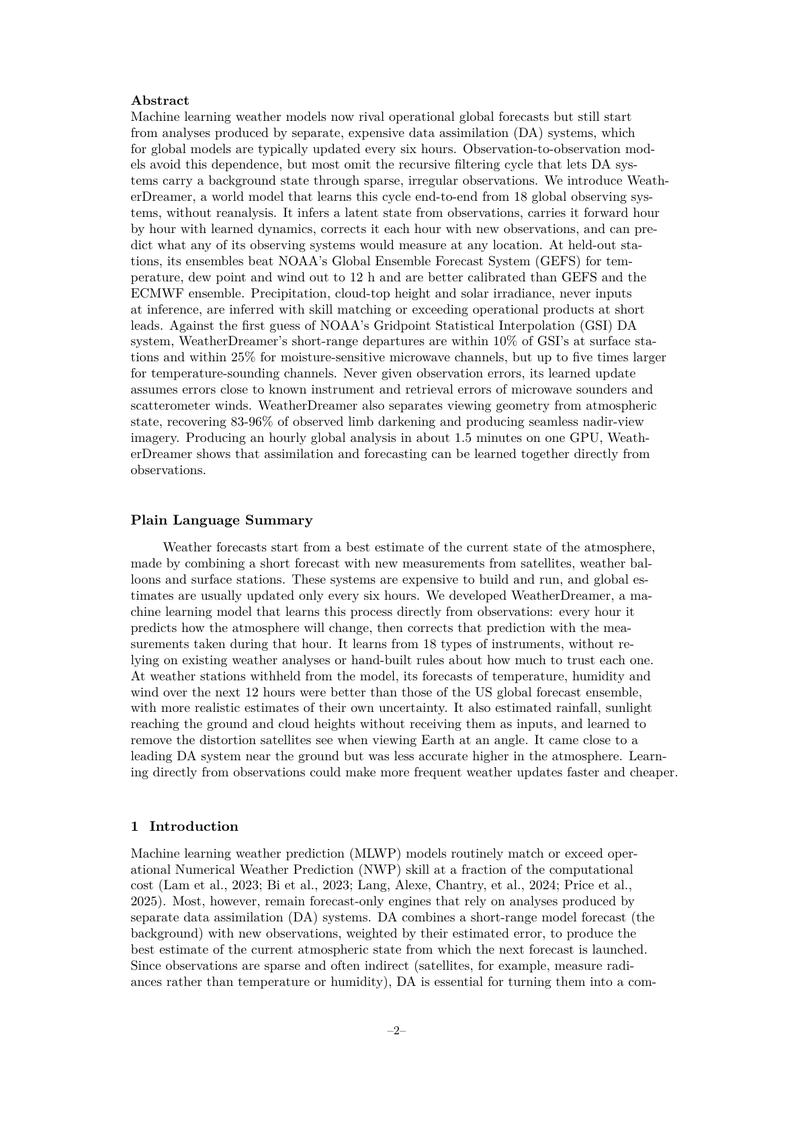 Abstract
Machine learning weather models now rival operational global forecasts but still start
from analyses produced by separate, expensive data assimilation (DA) systems, which
for global models are typically updated every six hours. Observation-to-observation mod-
els avoid this dependence, but most omit the recursive filtering cycle that lets DA sys-
tems carry a background state through sparse, irregular observations. We introduce Weath-
erDreamer, a world model that learns this cycle end-to-end from 18 global observing sys-
tems, without reanalysis. It infers a latent state from observations, carries it forward hour
by hour with learned dynamics, corrects it each hour with new observations, and can pre-
dict what any of its observing systems would measure at any location. At held-out sta-
tions, its ensembles beat NOAA's Global Ensemble Forecast System (GEFS) for tem-
perature, dew point and wind out to 12 h and are better calibrated than GEFS and the
ECMWF ensemble. Precipitation, cloud-top height and solar irradiance, never inputs
at inference, are inferred with skill matching or exceeding operational products at short
leads. Against the first guess of NOAA's Gridpoint Statistical Interpolation (GSI) DA
system, WeatherDreamer's short-range departures are within 10% of GSI's at surface sta-
tions and within 25% for moisture-sensitive microwave channels, but up to five times larger
for temperature-sounding channels. Never given observation errors, its learned update
assumes errors close to known instrument and retrieval errors of microwave sounders and
scatterometer winds. WeatherDreamer also separates viewing geometry from atmospheric
state, recovering 83-96% of observed limb darkening and producing seamless nadir-view
imagery. Producing an hourly global analysis in about 1.5 minutes on one GPU, Weath-
erDreamer shows that assimilation and forecasting can be learned together directly from
observations.
Plain Language Summary
Weather forecasts start from a best estimate of the current state of the atmosphere,
made by combining a short forecast with new measurements from satellites, weather bal-
loons and surface stations. These systems are expensive to build and run, and global es-
timates are usually updated only every six hours. We developed WeatherDreamer, a ma-
chine learning model that learns this process directly from observations: every hour it
predicts how the atmosphere will change, then corrects that prediction with the mea-
surements taken during that hour. It learns from 18 types of instruments, without re-
lying on existing weather analyses or hand-built rules about how much to trust each one.
At weather stations withheld from the model, its forecasts of temperature, humidity and
wind over the next 12 hours were better than those of the US global forecast ensemble,
with more realistic estimates of their own uncertainty. It also estimated rainfall, sunlight
reaching the ground and cloud heights without receiving them as inputs, and learned to
remove the distortion satellites see when viewing Earth at an angle. It came close to a
leading DA system near the ground but was less accurate higher in the atmosphere. Learn-
ing directly from observations could make more frequent weather updates faster and cheaper.
1 Introduction
Machine learning weather prediction (MLWP) models routinely match or exceed oper-
ational Numerical Weather Prediction (NWP) skill at a fraction of the computational
cost (Lam et al., 2023; Bi et al., 2023; Lang, Alexe, Chantry, et al., 2024; Price et al.,
2025). Most, however, remain forecast-only engines that rely on analyses produced by
separate data assimilation (DA) systems. DA combines a short-range model forecast (the
background) with new observations, weighted by their estimated error, to produce the
best estimate of the current atmospheric state from which the next forecast is launched.
Since observations are sparse and often indirect (satellites, for example, measure radi-
ances rather than temperature or humidity), DA is essential for turning them into a com-
–2–